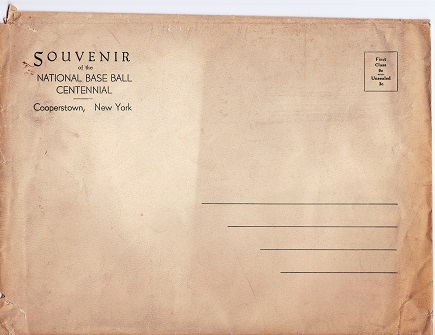 SOUVENIR
of the
NATIONAL BASE BALL
CENTENNIAL
Cooperstown, New York
First
Class
Unsealed